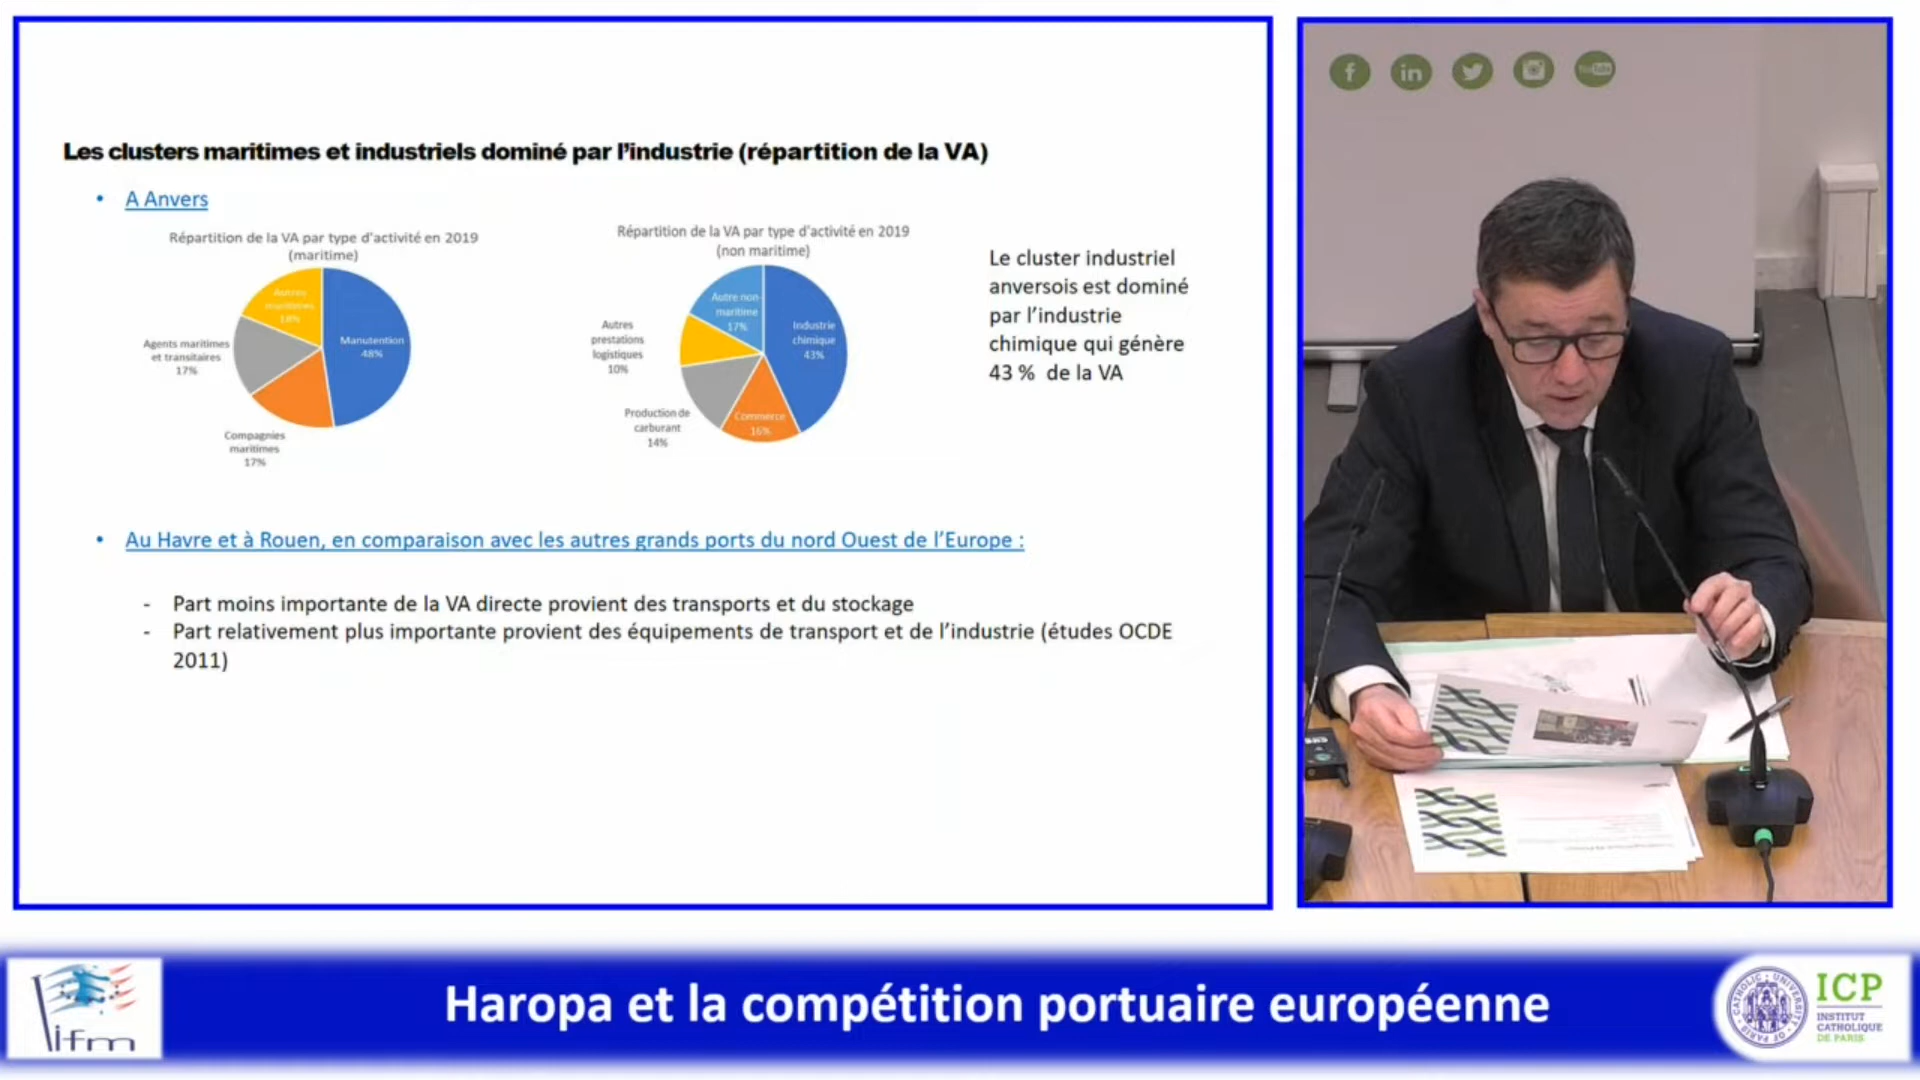 Les clusters maritimes et industriels dominé par l'industrie (répartition de la VA)
• A Anvers
Répartition de la VA par type d'activité en 2019
(maritime)
Autres
maritimes
18%
Manutention
48%
Agents maritimes
et transitaires
17%
Compagnies
maritimes
17%
Répartition de la VA par type d'activité en 2019
(non maritime)
Autre non-
maritime
17%
Industrie
chimique
43%
Autres
prestations
logistiques
10%
Production de
carburant
14%
Commerce
16%
Le cluster industriel
anversois est dominé
par l'industrie
chimique qui génère
43 % de la VA
• Au Havre et à Rouen, en comparaison avec les autres grands ports du nord Ouest de l'Europe :
- Part moins importante de la VA directe provient des transports et du stockage
- Part relativement plus importante provient des équipements de transport et de l'industrie (études OCDE
2011)
f
in
Haropa et la compétition portuaire européenne
ifm
ICP
INSTITUT
CATHOLIQUE
DE PARIS